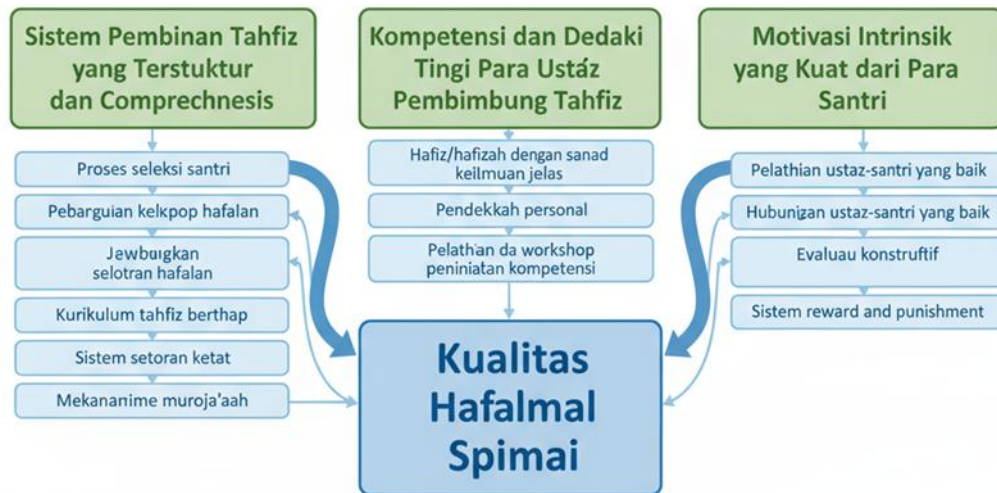 Sistem Pembinan Tahfiz
yang Terstuktur
dan Comprechnesis
Proses seleksi santri
Pebarguian kelkpop hafalan
Jewburgkan
selotran hafalan
Kurikulum tahfiz berthap
Sistem setoran ketat
Mekananime muroja'aah
Kompetensi dan Dedaki
Tingi Para Ustáz
Pembimbung Tahfiz
Hafiz/hafizah dengan sanad
keilmuan jelas
Pendekkah personal
Pelathan da workshop
peniniatan kompetensi
Motivasi Intrinsik
yang Kuat dari Para
Santri
Pelathian ustaz-santri yang baik
Hubunigan ustaz-santri yang baik
Evaluau konstruftif
Sistem reward and punishment
Kualitas
Hafalmal
Spimai